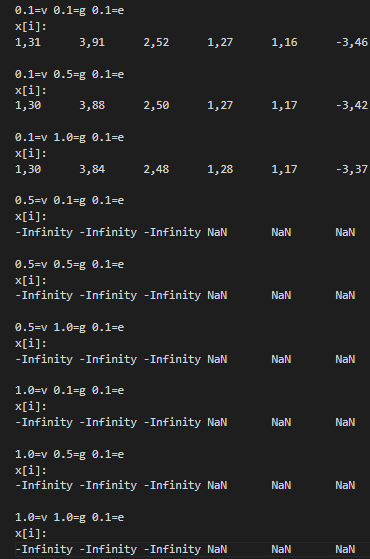 0.1=v 0.1=g 0.1=e
x[i]:
1,31 3,91 2,52 1,27 1,16 -3,46
0.1=v 0.5=g 0.1=e
x[i]:
1,30 3,88 2,50 1,27 1,17 -3,42
0.1=v 1.0=g 0.1=e
x[i]:
1,30 3,84 2,48 1,28 1,17 -3,37
0.5=v 0.1=g 0.1=e
x[i]:
-Infinity -Infinity -Infinity NaN NaN NaN
0.5=v 0.5=g 0.1=e
x[i]:
-Infinity -Infinity -Infinity NaN NaN NaN
0.5=v 1.0=g 0.1=e
x[i]:
-Infinity -Infinity -Infinity NaN NaN NaN
1.0=v 0.1=g 0.1=e
x[i]:
-Infinity -Infinity -Infinity NaN NaN NaN
1.0=v 0.5=g 0.1=e
x[i]:
-Infinity -Infinity -Infinity NaN NaN NaN
1.0=v 1.0=g 0.1=e
x[i]:
-Infinity -Infinity -Infinity NaN NaN NaN